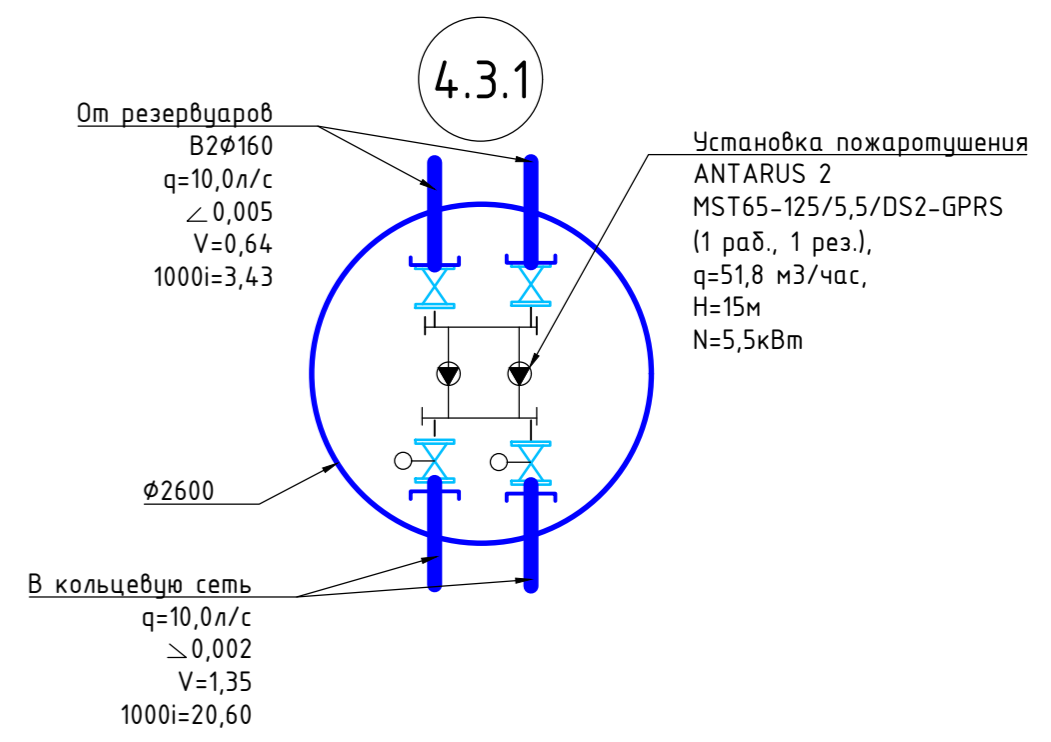 4.3.1
От резервуаров
В2φ160
q=10,0л/с
∠0,005
V=0,64
1000i=3,43
Установка пожаротушения
ANTARUS 2
MST65-125/5,5/DS2-GPRS
(1 раб., 1 рез.),
q=51,8 м3/час,
H=15м
N=5,5кВт
φ2600
В кольцевую сеть
q=10,0л/с
⦣0,002
V=1,35
1000i=20,60